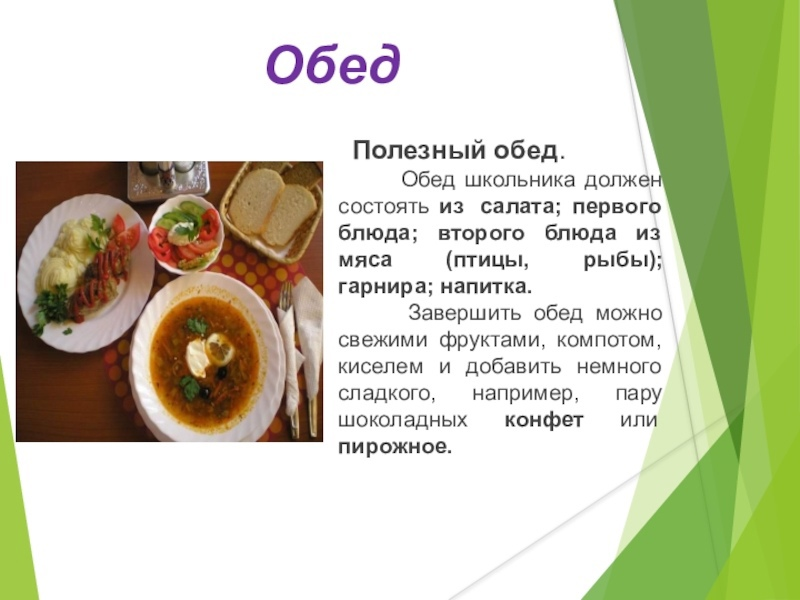 Обед
Полезный обед.
Обед школьника должен
состоять из салата; первого
блюда; второго блюда из
мяса (птицы, рыбы);
гарнира; напитка.
Завершить обед можно
свежими фруктами, компотом,
киселем и добавить немного
сладкого, например, пару
шоколадных конфет или
пирожное.